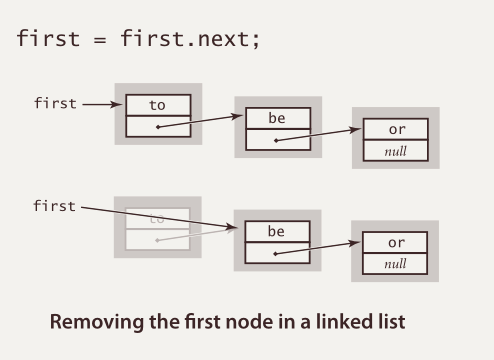 first = first.next;
first
to
be
or
null
first
to
be
or
null
Removing the first node in a linked list